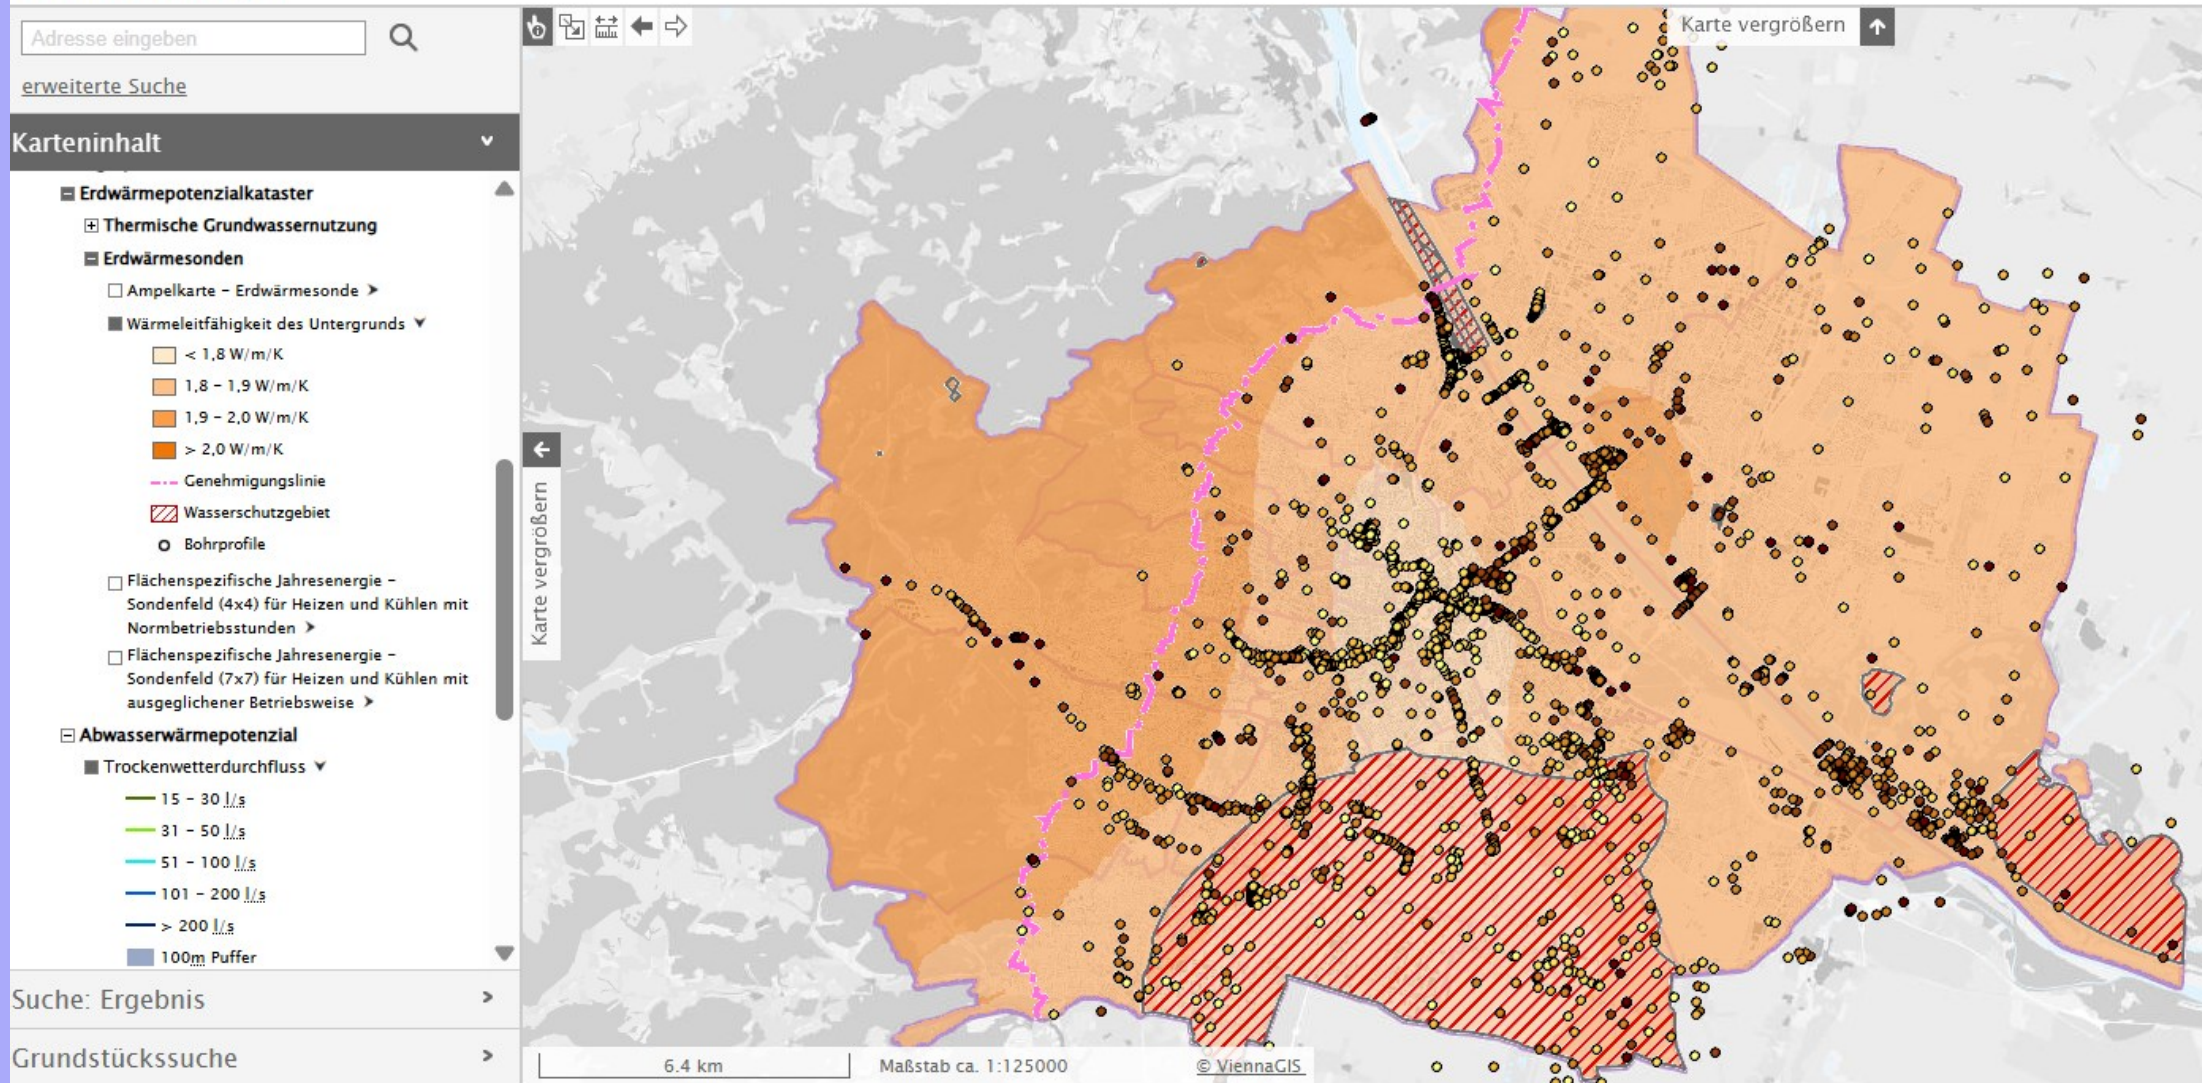 Adresse eingeben
erweiterte Suche
Karteninhalt
Erdwärmepotenzialkataster
Thermische Grundwassernutzung
Erdwärmesonden
Ampelkarte - Erdwärmesonde
Wärmeleitfähigkeit des Untergrunds
< 1,8 W/m/K
1,8 - 1,9 W/m/K
1,9 - 2,0 W/m/K
> 2,0 W/m/K
Genehmigungslinie
Wasserschutzgebiet
Bohrprofile
Flächenspezifische Jahresenergie -
Sondenfeld (4x4) für Heizen und Kühlen mit
Normbetriebsstunden
Flächenspezifische Jahresenergie -
Sondenfeld (7x7) für Heizen und Kühlen mit
ausgeglichener Betriebsweise
Abwasserwärmepotenzial
Trockenwetterdurchfluss
15 - 30 l/s
31 - 50 l/s
51 - 100 l/s
101 - 200 l/s
> 200 l/s
100m Puffer
Suche: Ergebnis
Grundstückssuche
Karte vergrößern
Karte vergrößern
6.4 km
Maßstab ca. 1:125000
© ViennaGIS